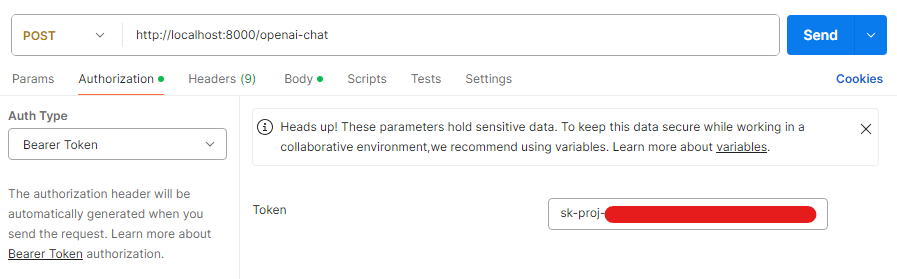 POST http://localhost:8000/openai-chat Send
Params Authorization Headers (9) Body Scripts Tests Settings Cookies
Auth Type
Bearer Token
The authorization header will be
automatically generated when you
send the request. Learn more about
Bearer Token authorization.
Heads up! These parameters hold sensitive data. To keep this data secure while working in a
collaborative environment,we recommend using variables. Learn more about variables.
Token sk-proj-